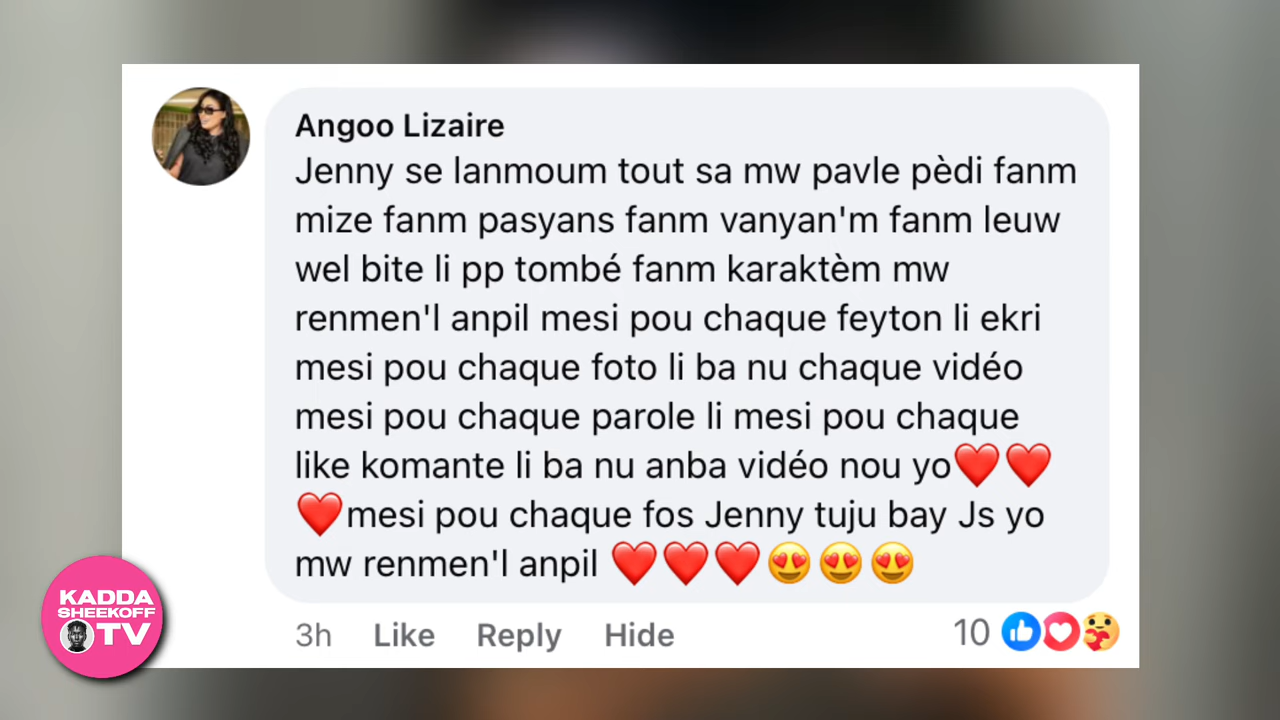 Angoo Lizaire
Jenny se lanmoum tout sa mw pavle pèdi fanm
mize fanm pasyans fanm vanyan'm fanm leuw
wel bite li pp tombé fanm karaktèm mw
renmen'l anpil mesi pou chaque feyton li ekri
mesi pou chaque foto li ba nu chaque vidéo
mesi pou chaque parole li mesi pou chaque
like komante li ba nu anba vidéo nou yo❤️❤️
❤️mesi pou chaque fos Jenny tuju bay Js yo
mw renmen'l anpil ❤️❤️❤️😍😍😍
3h Like Reply Hide 10
KADDA
SHEEKOFF
TV